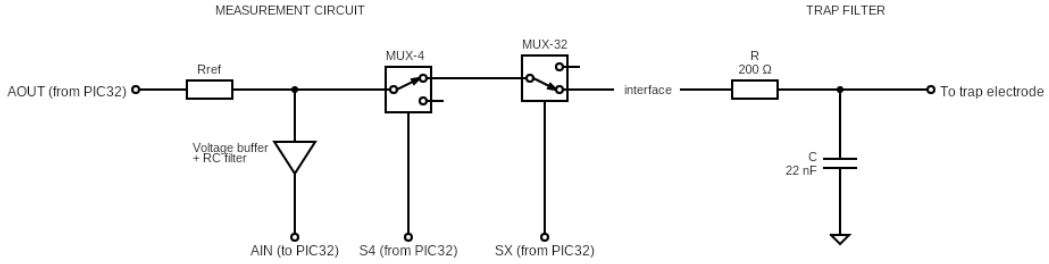 MEASUREMENT CIRCUIT
TRAP FILTER
MUX-32
MUX-4
R
200 Ω
Rref
AOUT (from PIC32)
interface
To trap electrode
Voltage buffer
+ RC filter
C
22 nF
AIN (to PIC32)
S4 (from PIC32)
SX (from PIC32)